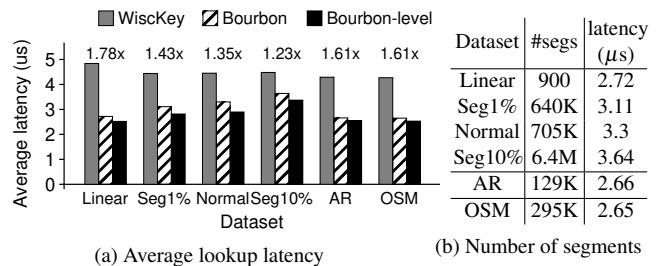 WiscKey Bourbon Bourbon-level
Average latency (us)
5
4
3
2
1
0
1.78x 1.43x 1.35x 1.23x 1.61x 1.61x
Linear Seg1% Normal Seg10% AR OSM
Dataset
(a) Average lookup latency
Dataset #segs latency (μs)
Linear 900 2.72
Seg1% 640K 3.11
Normal 705K 3.3
Seg10% 6.4M 3.64
AR 129K 2.66
OSM 295K 2.65
(b) Number of segments